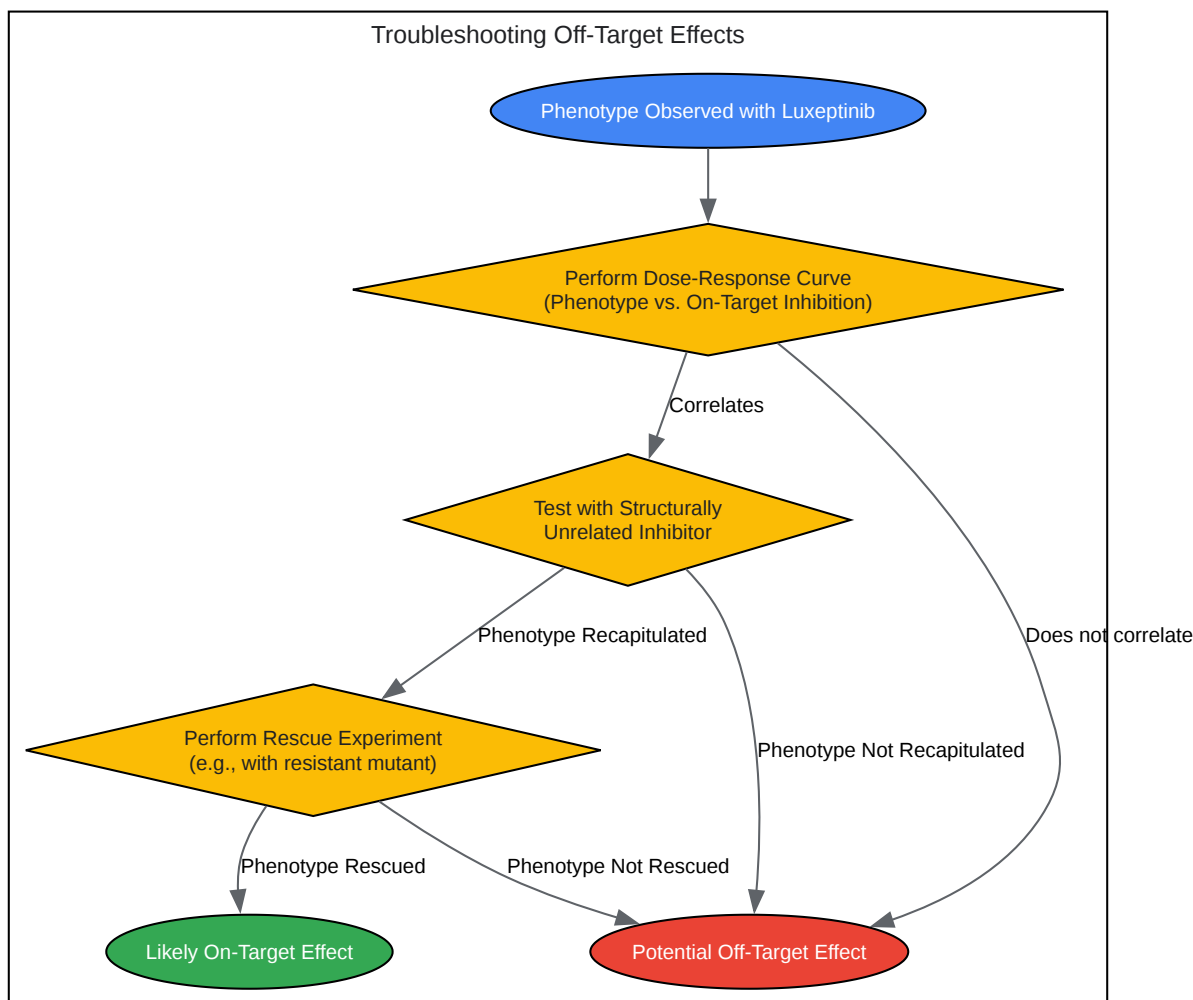 Troubleshooting Off-Target Effects
Phenotype Observed with Luxeptinib
Perform Dose-Response Curve
(Phenotype vs. On-Target Inhibition)
Correlates
Test with Structurally
Unrelated Inhibitor
Phenotype Recapitulated
Does not correlate
Perform Rescue Experiment
(e.g., with resistant mutant)
Phenotype Not Recapitulated
Phenotype Rescued
Phenotype Not Rescued
Likely On-Target Effect
Potential Off-Target Effect